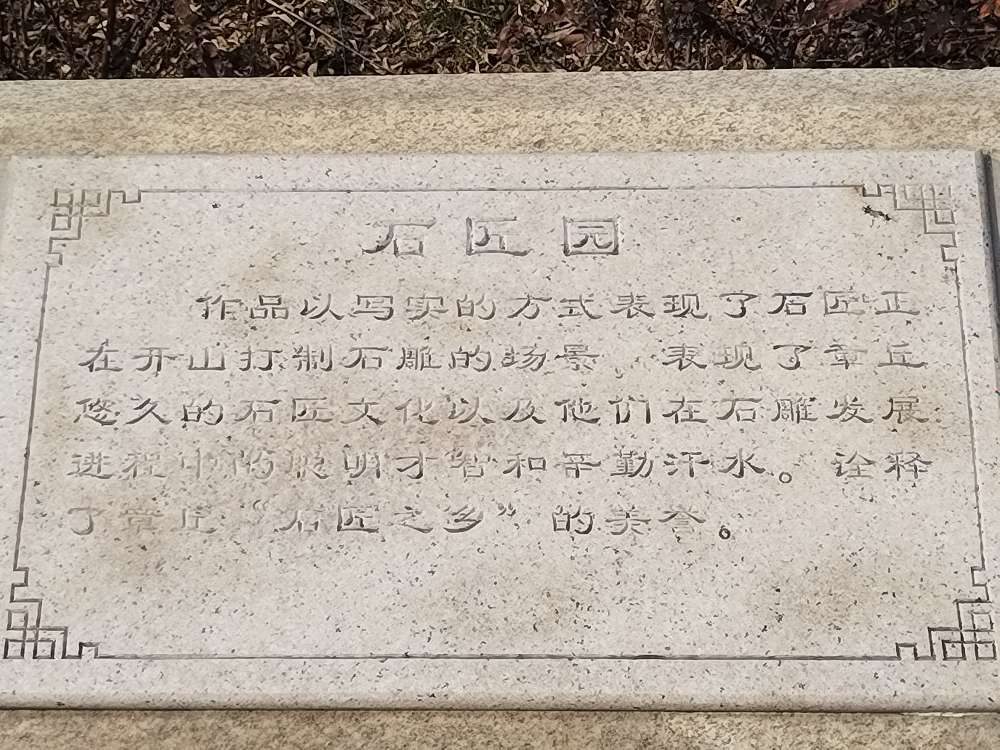 石匠园
作品以写实的方式表现了石匠正
在开山打制石雕的场景 表现了章丘
悠久的石匠文化以及他们在石雕发展
进程中的聪明才智和辛勤汗水。诠释
了章丘“石匠之乡”的美誉。